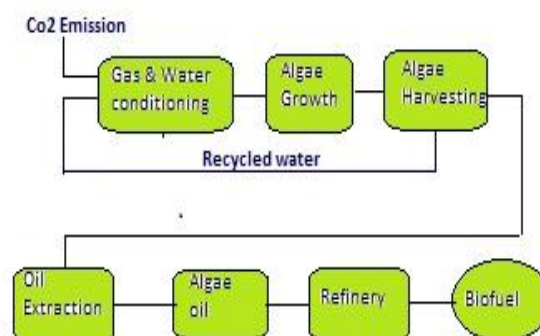 Co2 Emission
Gas & Water
conditioning
Algae
Growth
Algae
Harvesting
Recycled water
Oil
Extraction
Algae
oil
Refinery
Biofuel